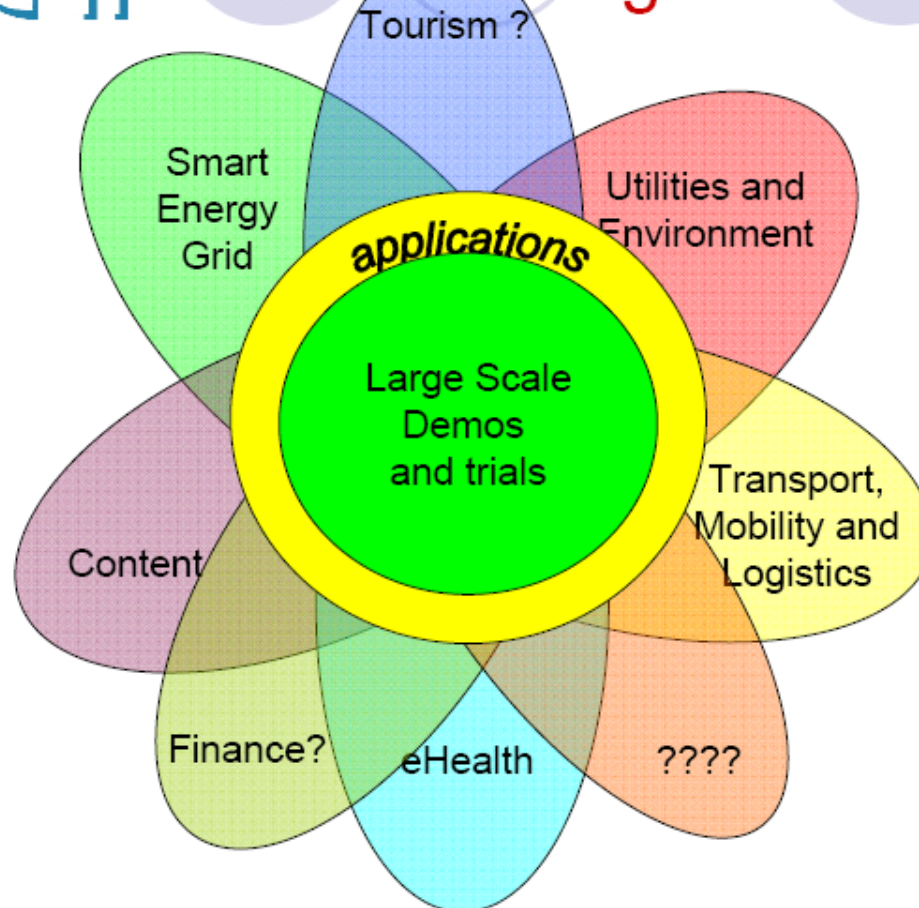 Tourism ?
Smart
Energy
Grid
Utilities and
Environment
applications
Large Scale
Demos
and trials
Transport,
Mobility and
Logistics
Content
Finance?
eHealth
????